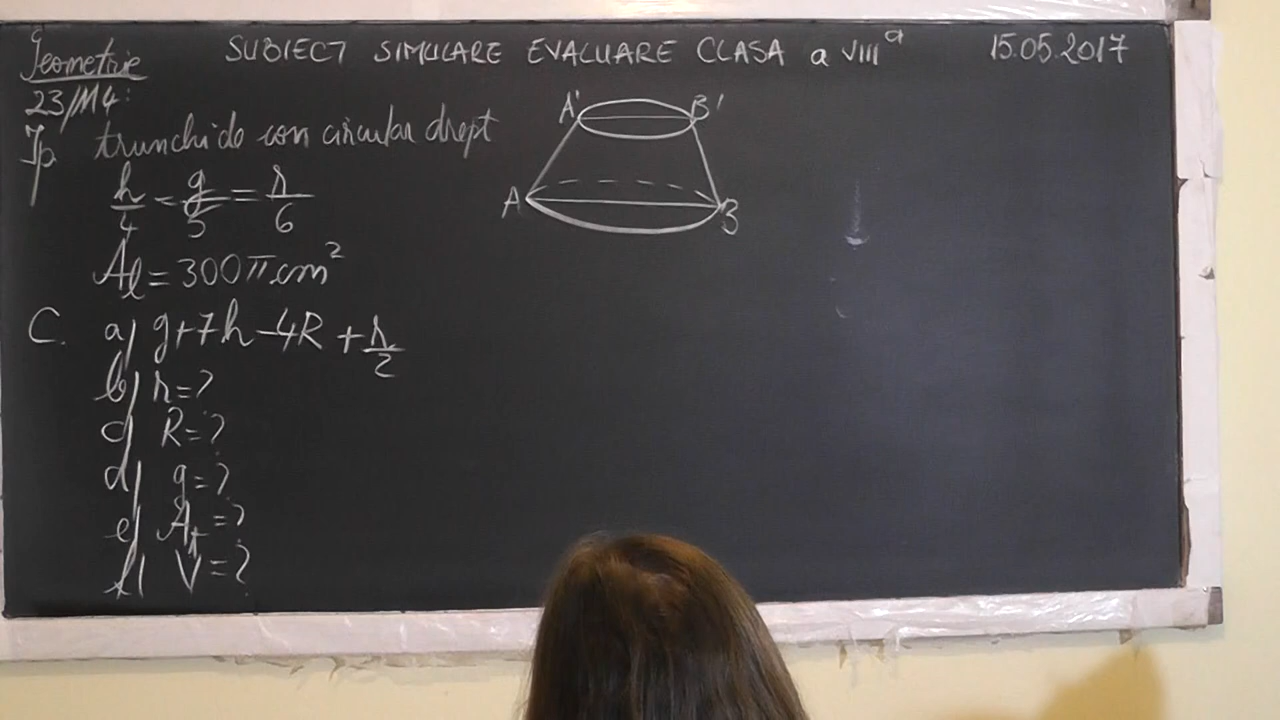 Geometrie
SUBIECT SIMULARE EVALUARE CLASA a VIIIª
15.05.2017
23/M4:
Ip
trunchi de con circular drept
h/4 = g/5 = r/6
Aℓ = 300π cm²
C. a) g+7h-4R+r/2
b) h=?
c) R=?
d) g=?
e) At=?
f) V=?
A' B'
A B